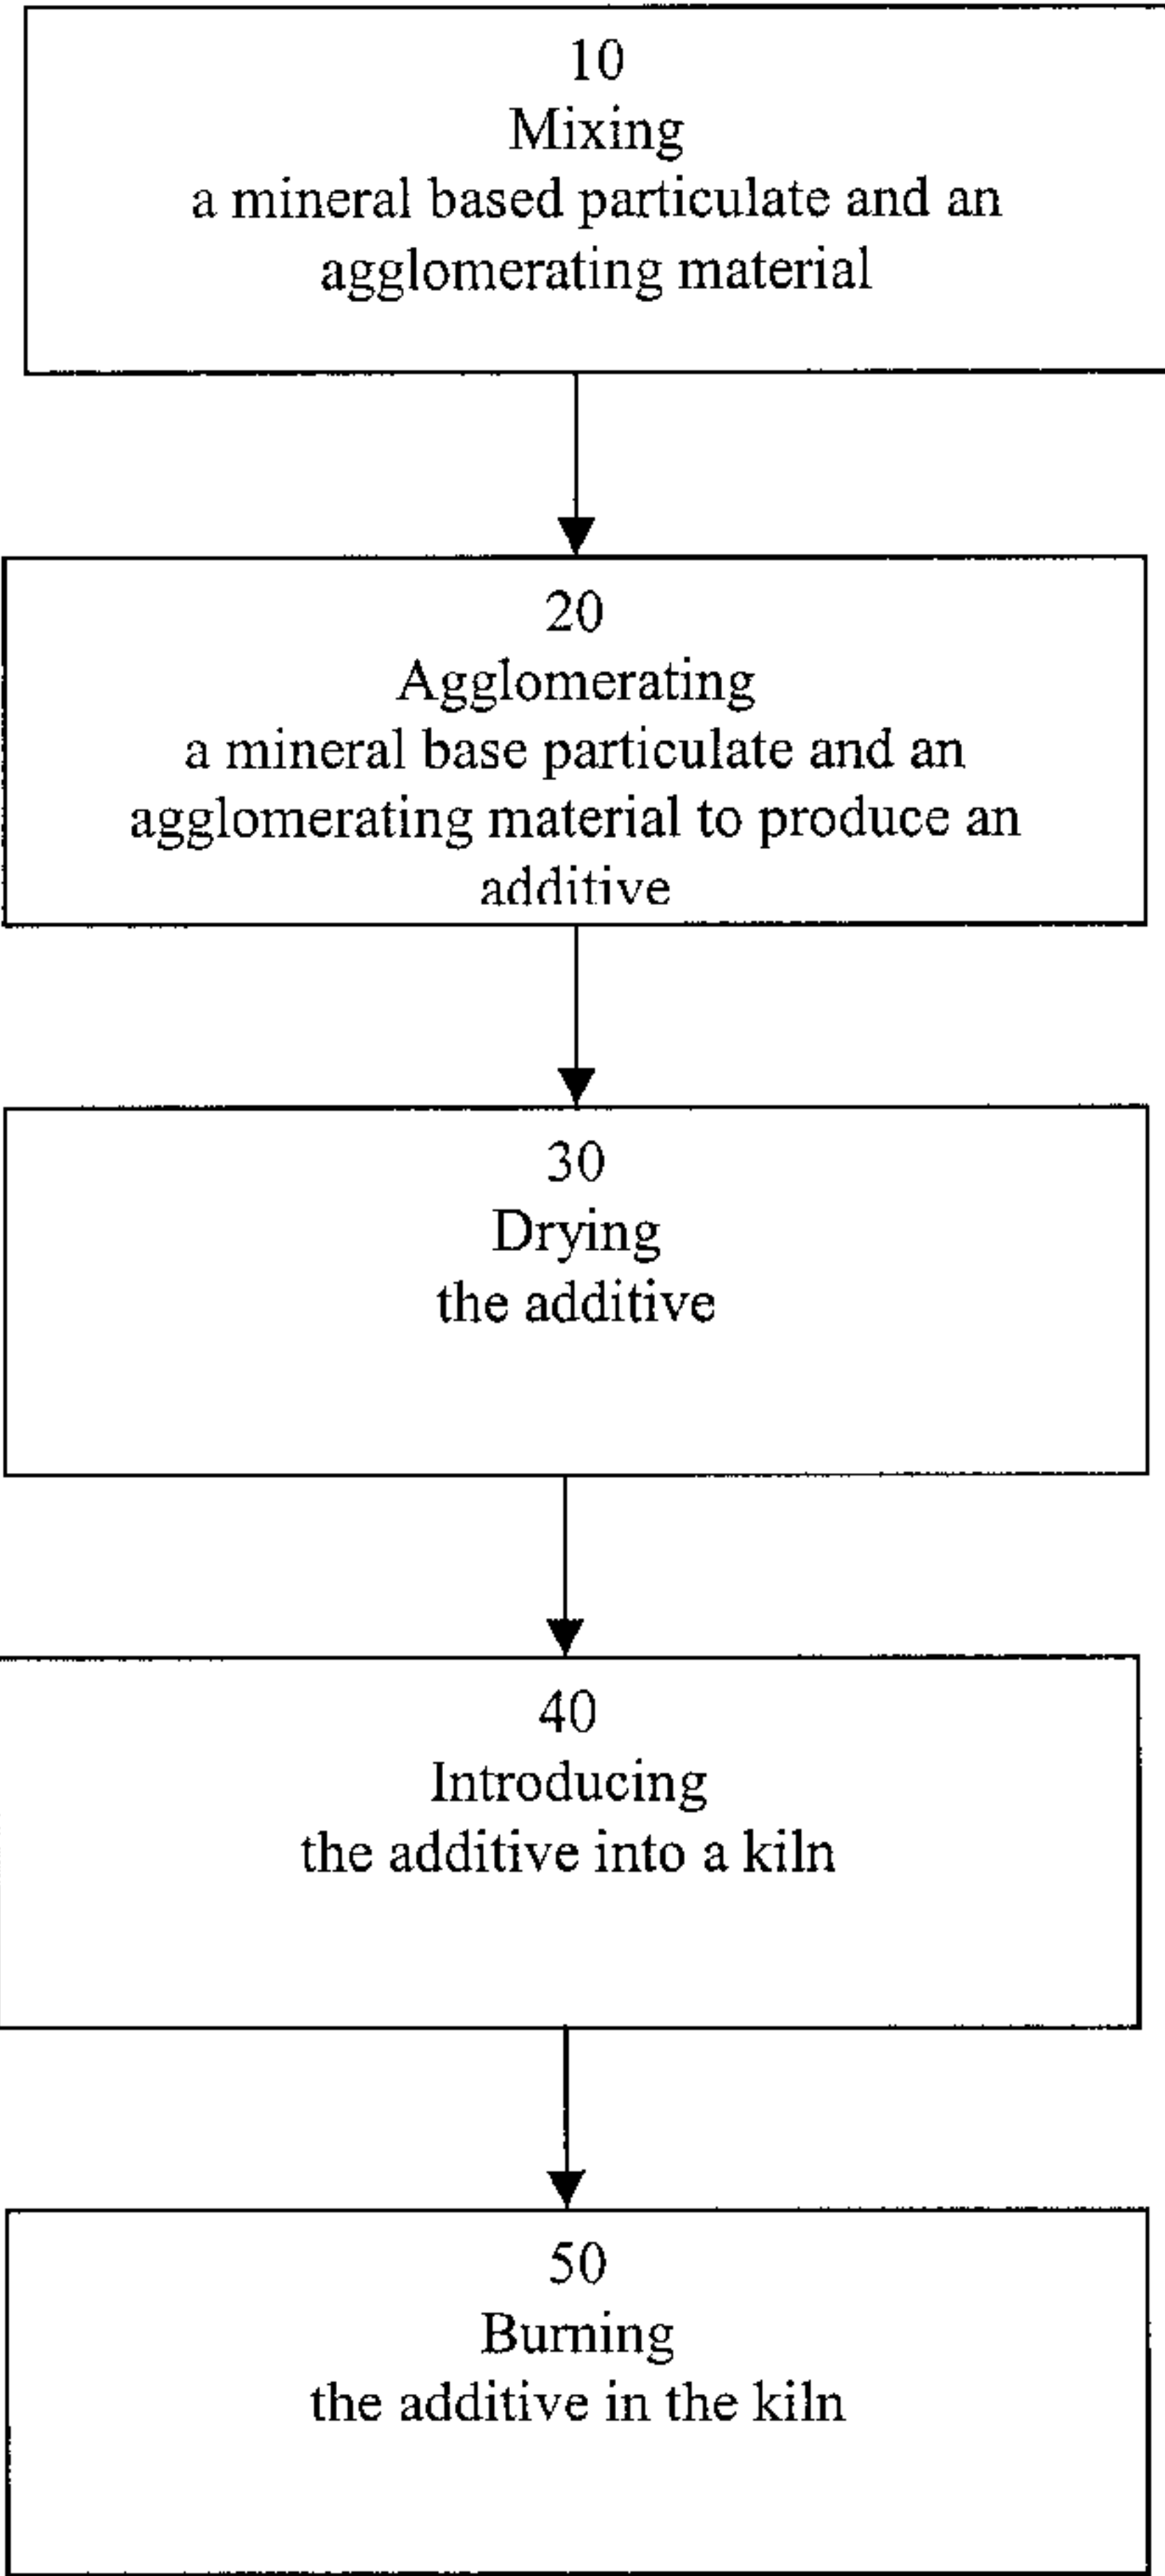 10
Mixing
a mineral based particulate and an
agglomerating material
20
Agglomerating
a mineral base particulate and an
agglomerating material to produce an
additive
30
Drying
the additive
40
Introducing
the additive into a kiln
50
Burning
the additive in the kiln